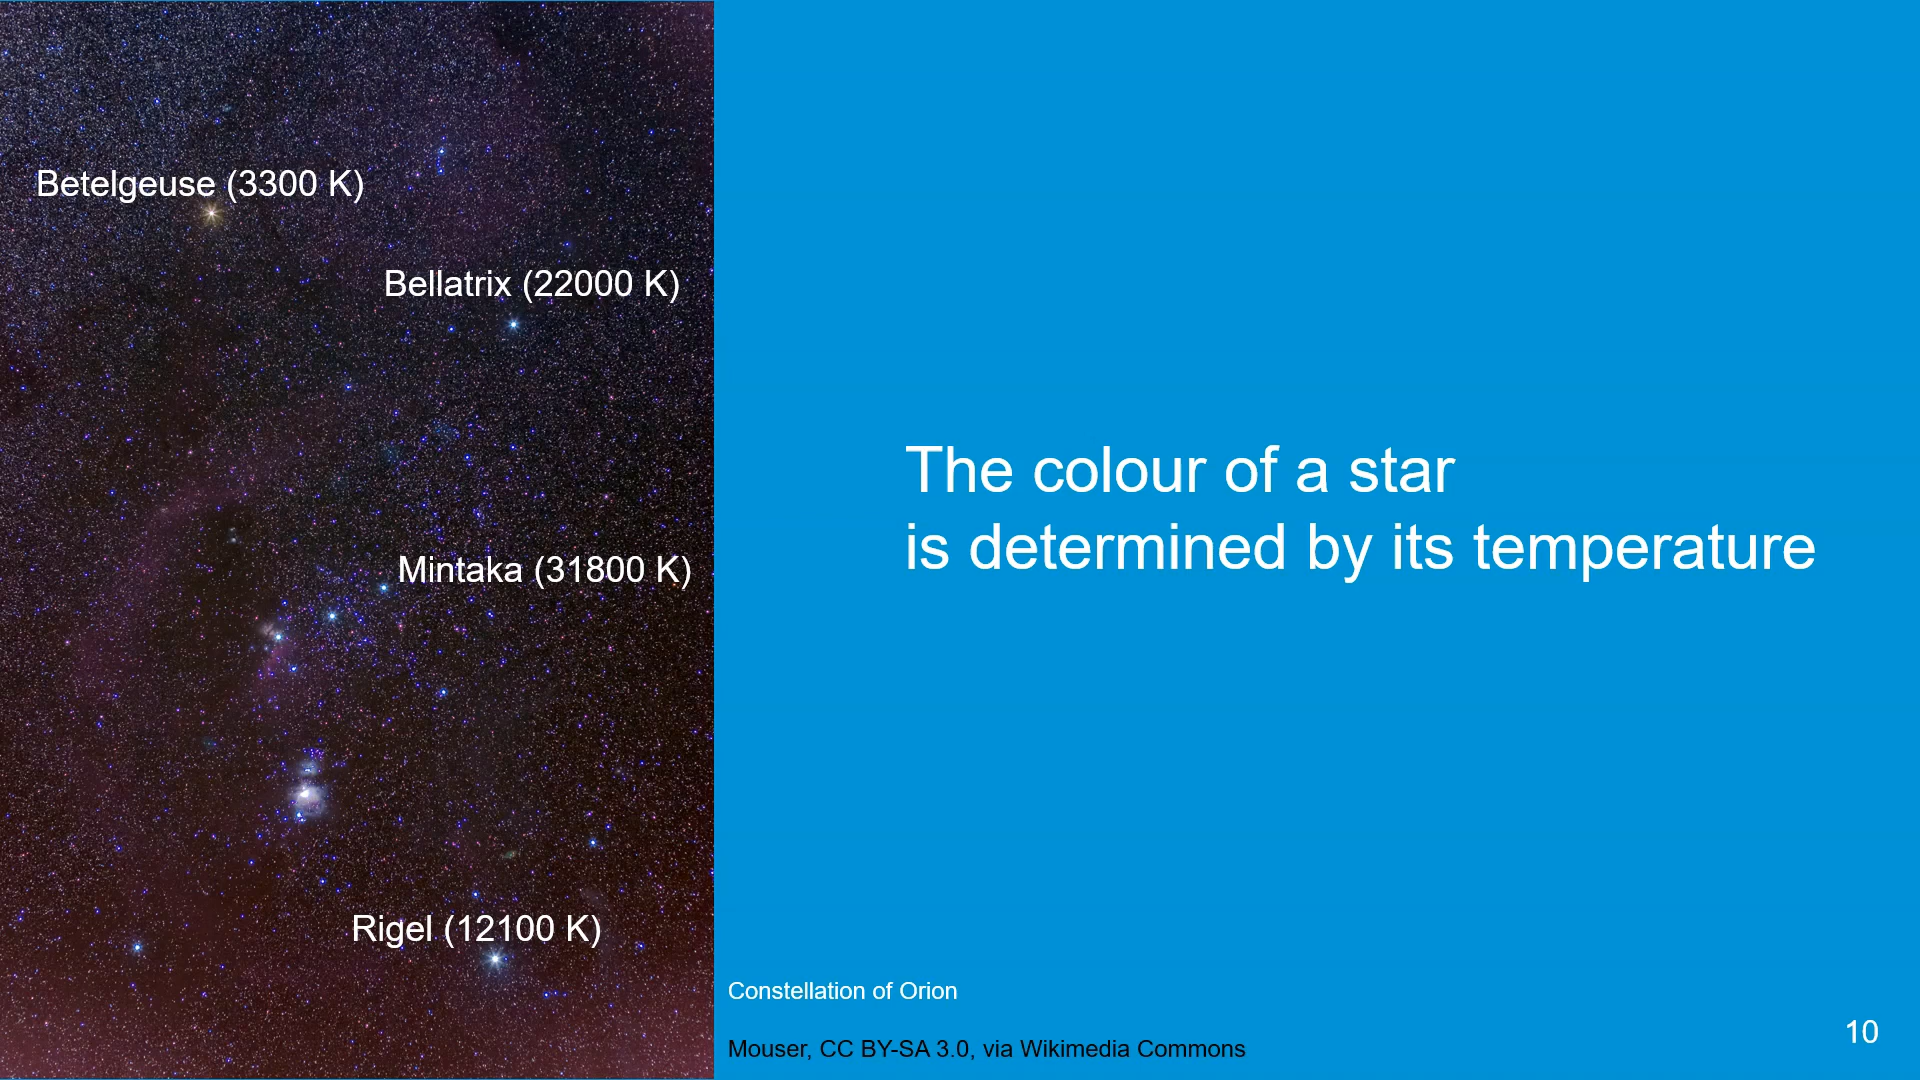 Betelgeuse (3300 K)
Bellatrix (22000 K)
Mintaka (31800 K)
Rigel (12100 K)
The colour of a star
is determined by its temperature
Constellation of Orion
Mouser, CC BY-SA 3.0, via Wikimedia Commons
10